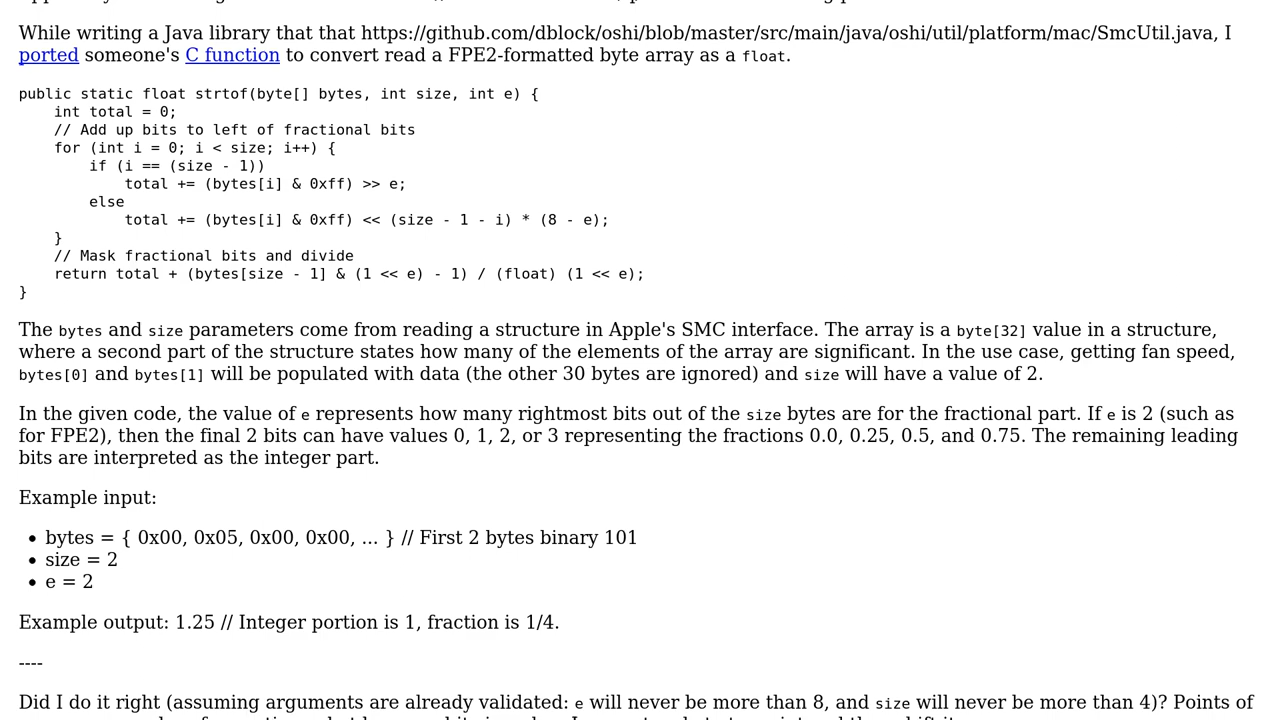 While writing a Java library that that https://github.com/dblock/oshi/blob/master/src/main/java/oshi/util/platform/mac/SmcUtil.java, I
ported someone's C function to convert read a FPE2-formatted byte array as a float.
public static float strtof(byte[] bytes, int size, int e) {
    int total = 0;
    // Add up bits to left of fractional bits
    for (int i = 0; i < size; i++) {
        if (i == (size - 1))
            total += (bytes[i] & 0xff) >> e;
        else
            total += (bytes[i] & 0xff) << (size - 1 - i) * (8 - e);
    }
    // Mask fractional bits and divide
    return total + (bytes[size - 1] & (1 << e) - 1) / (float) (1 << e);
}
The bytes and size parameters come from reading a structure in Apple's SMC interface. The array is a byte[32] value in a structure,
where a second part of the structure states how many of the elements of the array are significant. In the use case, getting fan speed,
bytes[0] and bytes[1] will be populated with data (the other 30 bytes are ignored) and size will have a value of 2.
In the given code, the value of e represents how many rightmost bits out of the size bytes are for the fractional part. If e is 2 (such as
for FPE2), then the final 2 bits can have values 0, 1, 2, or 3 representing the fractions 0.0, 0.25, 0.5, and 0.75. The remaining leading
bits are interpreted as the integer part.
Example input:
• bytes = { 0x00, 0x05, 0x00, 0x00, ... } // First 2 bytes binary 101
• size = 2
• e = 2
Example output: 1.25 // Integer portion is 1, fraction is 1/4.
----
Did I do it right (assuming arguments are already validated: e will never be more than 8, and size will never be more than 4)? Points of